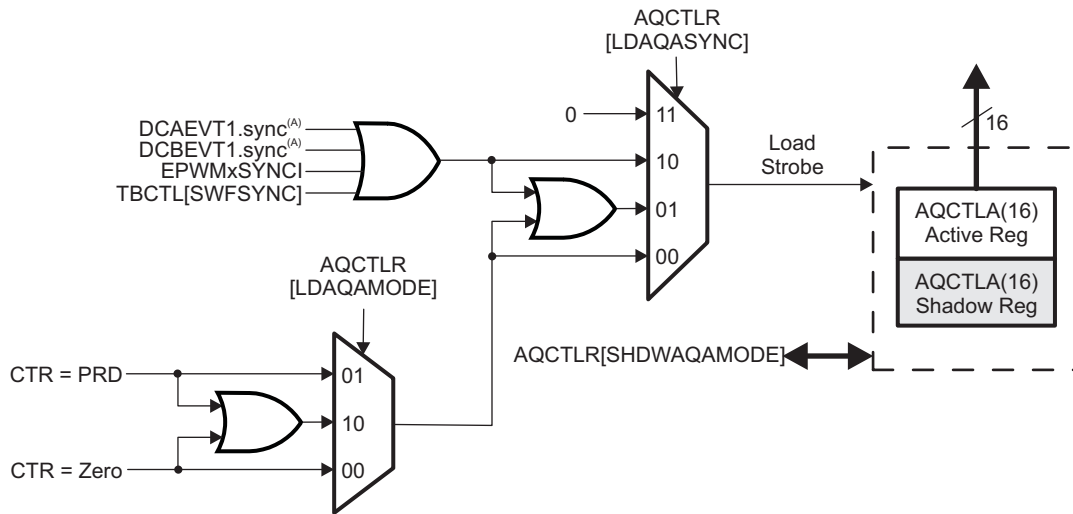 AQCTLR
[LDAQASYNC]
0
11
16
DCAEVT1.sync(A)
DCBEVT1.sync(A)
EPWMxSYNCI
TBCTL[SWFSYNC]
10
Load
Strobe
01
AQCTLA(16)
Active Reg
00
AQCTLR
[LDAQAMODE]
AQCTLA(16)
Shadow Reg
AQCTLR[SHDWAQAMODE]
CTR = PRD
01
10
CTR = Zero
00